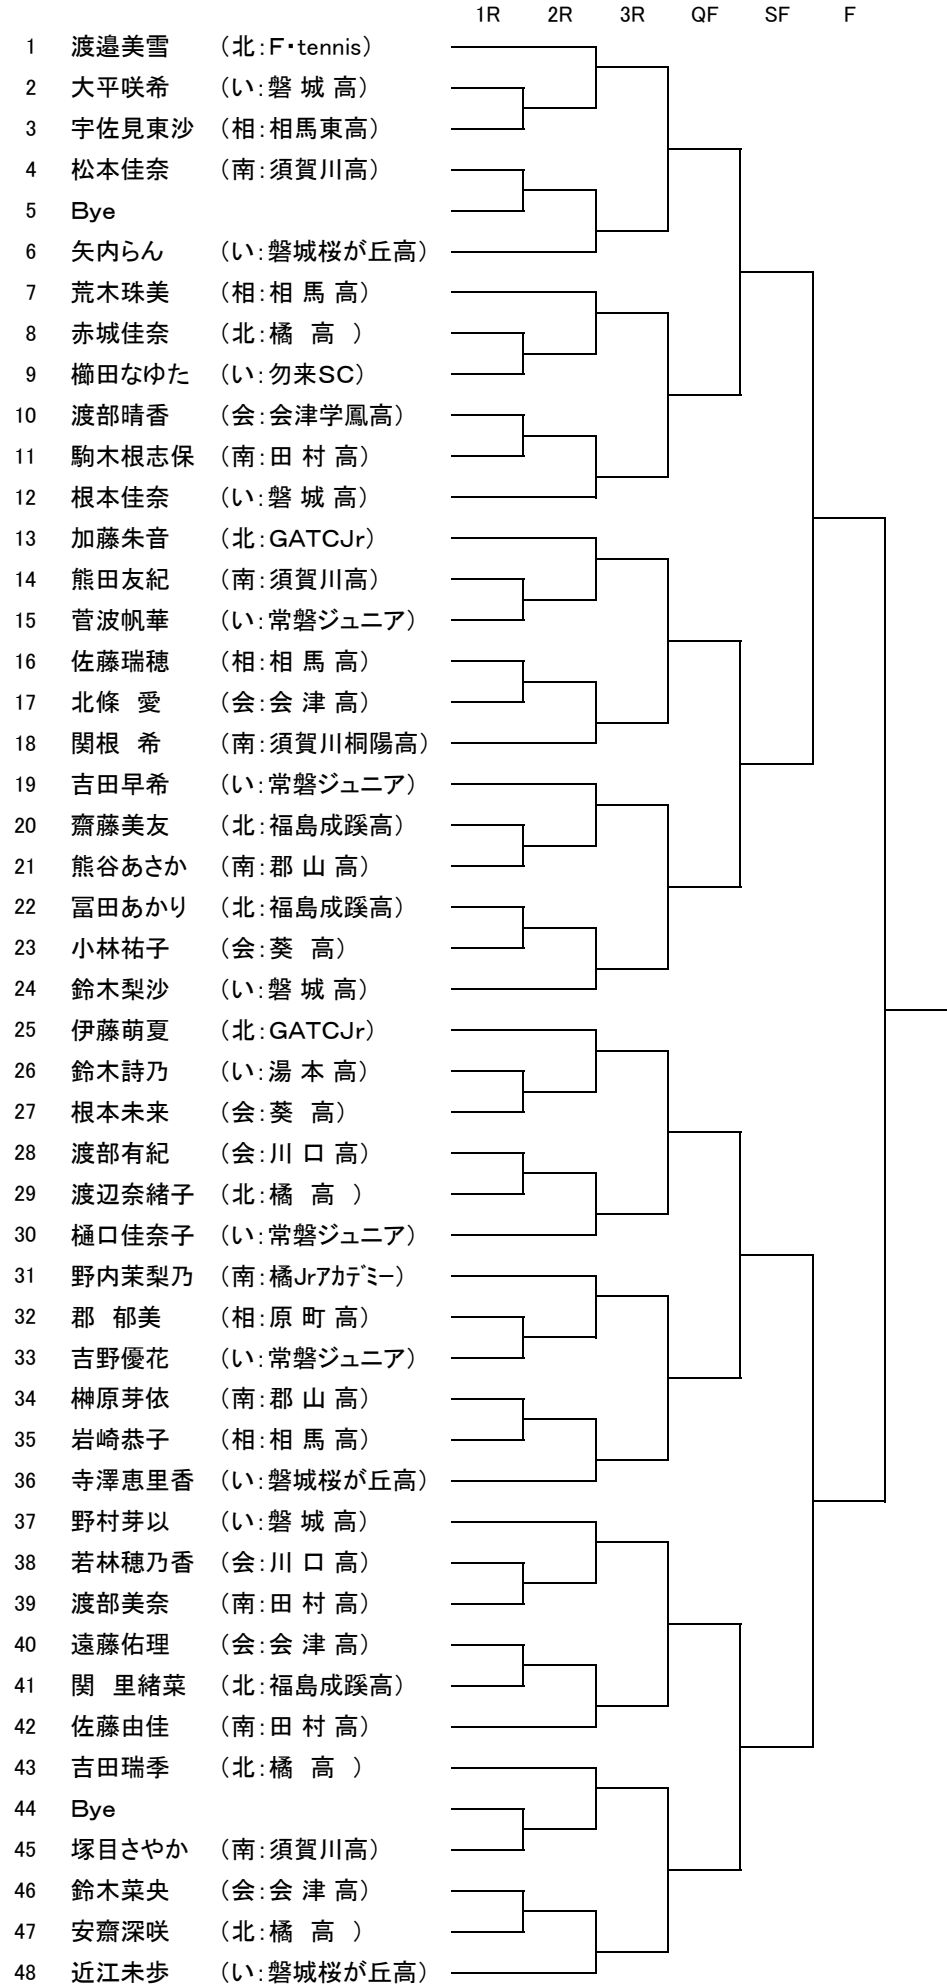 1R 2R 3R QF SF F
1 渡邉美雪 （北：F・tennis）
2 大平咲希 （い：磐 城 高）
3 宇佐見東沙 （相：相馬東高）
4 松本佳奈 （南：須賀川高）
5 Bye
6 矢内らん （い：磐城桜が丘高）
7 荒木珠美 （相：相 馬 高）
8 赤城佳奈 （北：橘 高 ）
9 櫛田なゆた （い：勿来SC）
10 渡部晴香 （会：会津学鳳高）
11 駒木根志保 （南：田 村 高）
12 根本佳奈 （い：磐 城 高）
13 加藤朱音 （北：GATCJr）
14 熊田友紀 （南：須賀川高）
15 菅波帆華 （い：常磐ジュニア）
16 佐藤瑞穂 （相：相 馬 高）
17 北條 愛 （会：会 津 高）
18 関根 希 （南：須賀川桐陽高）
19 吉田早希 （い：常磐ジュニア）
20 齋藤美友 （北：福島成蹊高）
21 熊谷あさか （南：郡 山 高）
22 冨田あかり （北：福島成蹊高）
23 小林祐子 （会：葵 高）
24 鈴木梨沙 （い：磐 城 高）
25 伊藤萌夏 （北：GATCJr）
26 鈴木詩乃 （い：湯 本 高）
27 根本未来 （会：葵 高）
28 渡部有紀 （会：川 口 高）
29 渡辺奈緒子 （北：橘 高 ）
30 樋口佳奈子 （い：常磐ジュニア）
31 野内茉梨乃 （南：橘Jrｱｶﾃﾞﾐｰ）
32 郡 郁美 （相：原 町 高）
33 吉野優花 （い：常磐ジュニア）
34 榊原芽依 （南：郡 山 高）
35 岩崎恭子 （相：相 馬 高）
36 寺澤恵里香 （い：磐城桜が丘高）
37 野村芽以 （い：磐 城 高）
38 若林穂乃香 （会：川 口 高）
39 渡部美奈 （南：田 村 高）
40 遠藤佑理 （会：会 津 高）
41 関 里緒菜 （北：福島成蹊高）
42 佐藤由佳 （南：田 村 高）
43 吉田瑞季 （北：橘 高 ）
44 Bye
45 塚目さやか （南：須賀川高）
46 鈴木菜央 （会：会 津 高）
47 安齋深咲 （北：橘 高 ）
48 近江未歩 （い：磐城桜が丘高）